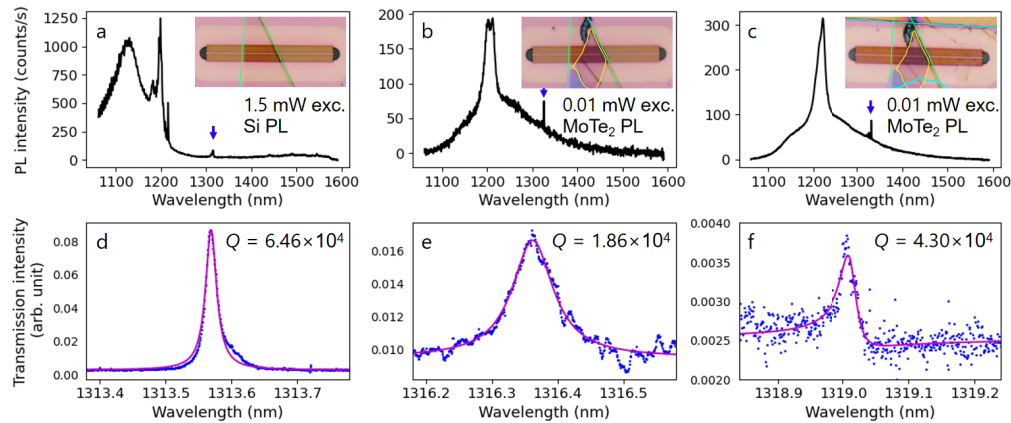 PL intensity (counts/s)
a
1250
1000
750
500
250
0
1.5 mW exc.
Si PL
1100 1200 1300 1400 1500 1600
Wavelength (nm)
b
200
150
100
50
0
0.01 mW exc.
MoTe₂ PL
1100 1200 1300 1400 1500 1600
Wavelength (nm)
c
300
200
100
0
0.01 mW exc.
MoTe₂ PL
1100 1200 1300 1400 1500 1600
Wavelength (nm)
Transmission intensity
(arb. unit)
d
Q = 6.46×10⁴
0.08
0.06
0.04
0.02
0.00
1313.4 1313.5 1313.6 1313.7
Wavelength (nm)
e
Q = 1.86×10⁴
0.016
0.014
0.012
0.010
1316.2 1316.3 1316.4 1316.5
Wavelength (nm)
f
Q = 4.30×10⁴
0.0040
0.0035
0.0030
0.0025
0.0020
1318.9 1319.0 1319.1 1319.2
Wavelength (nm)